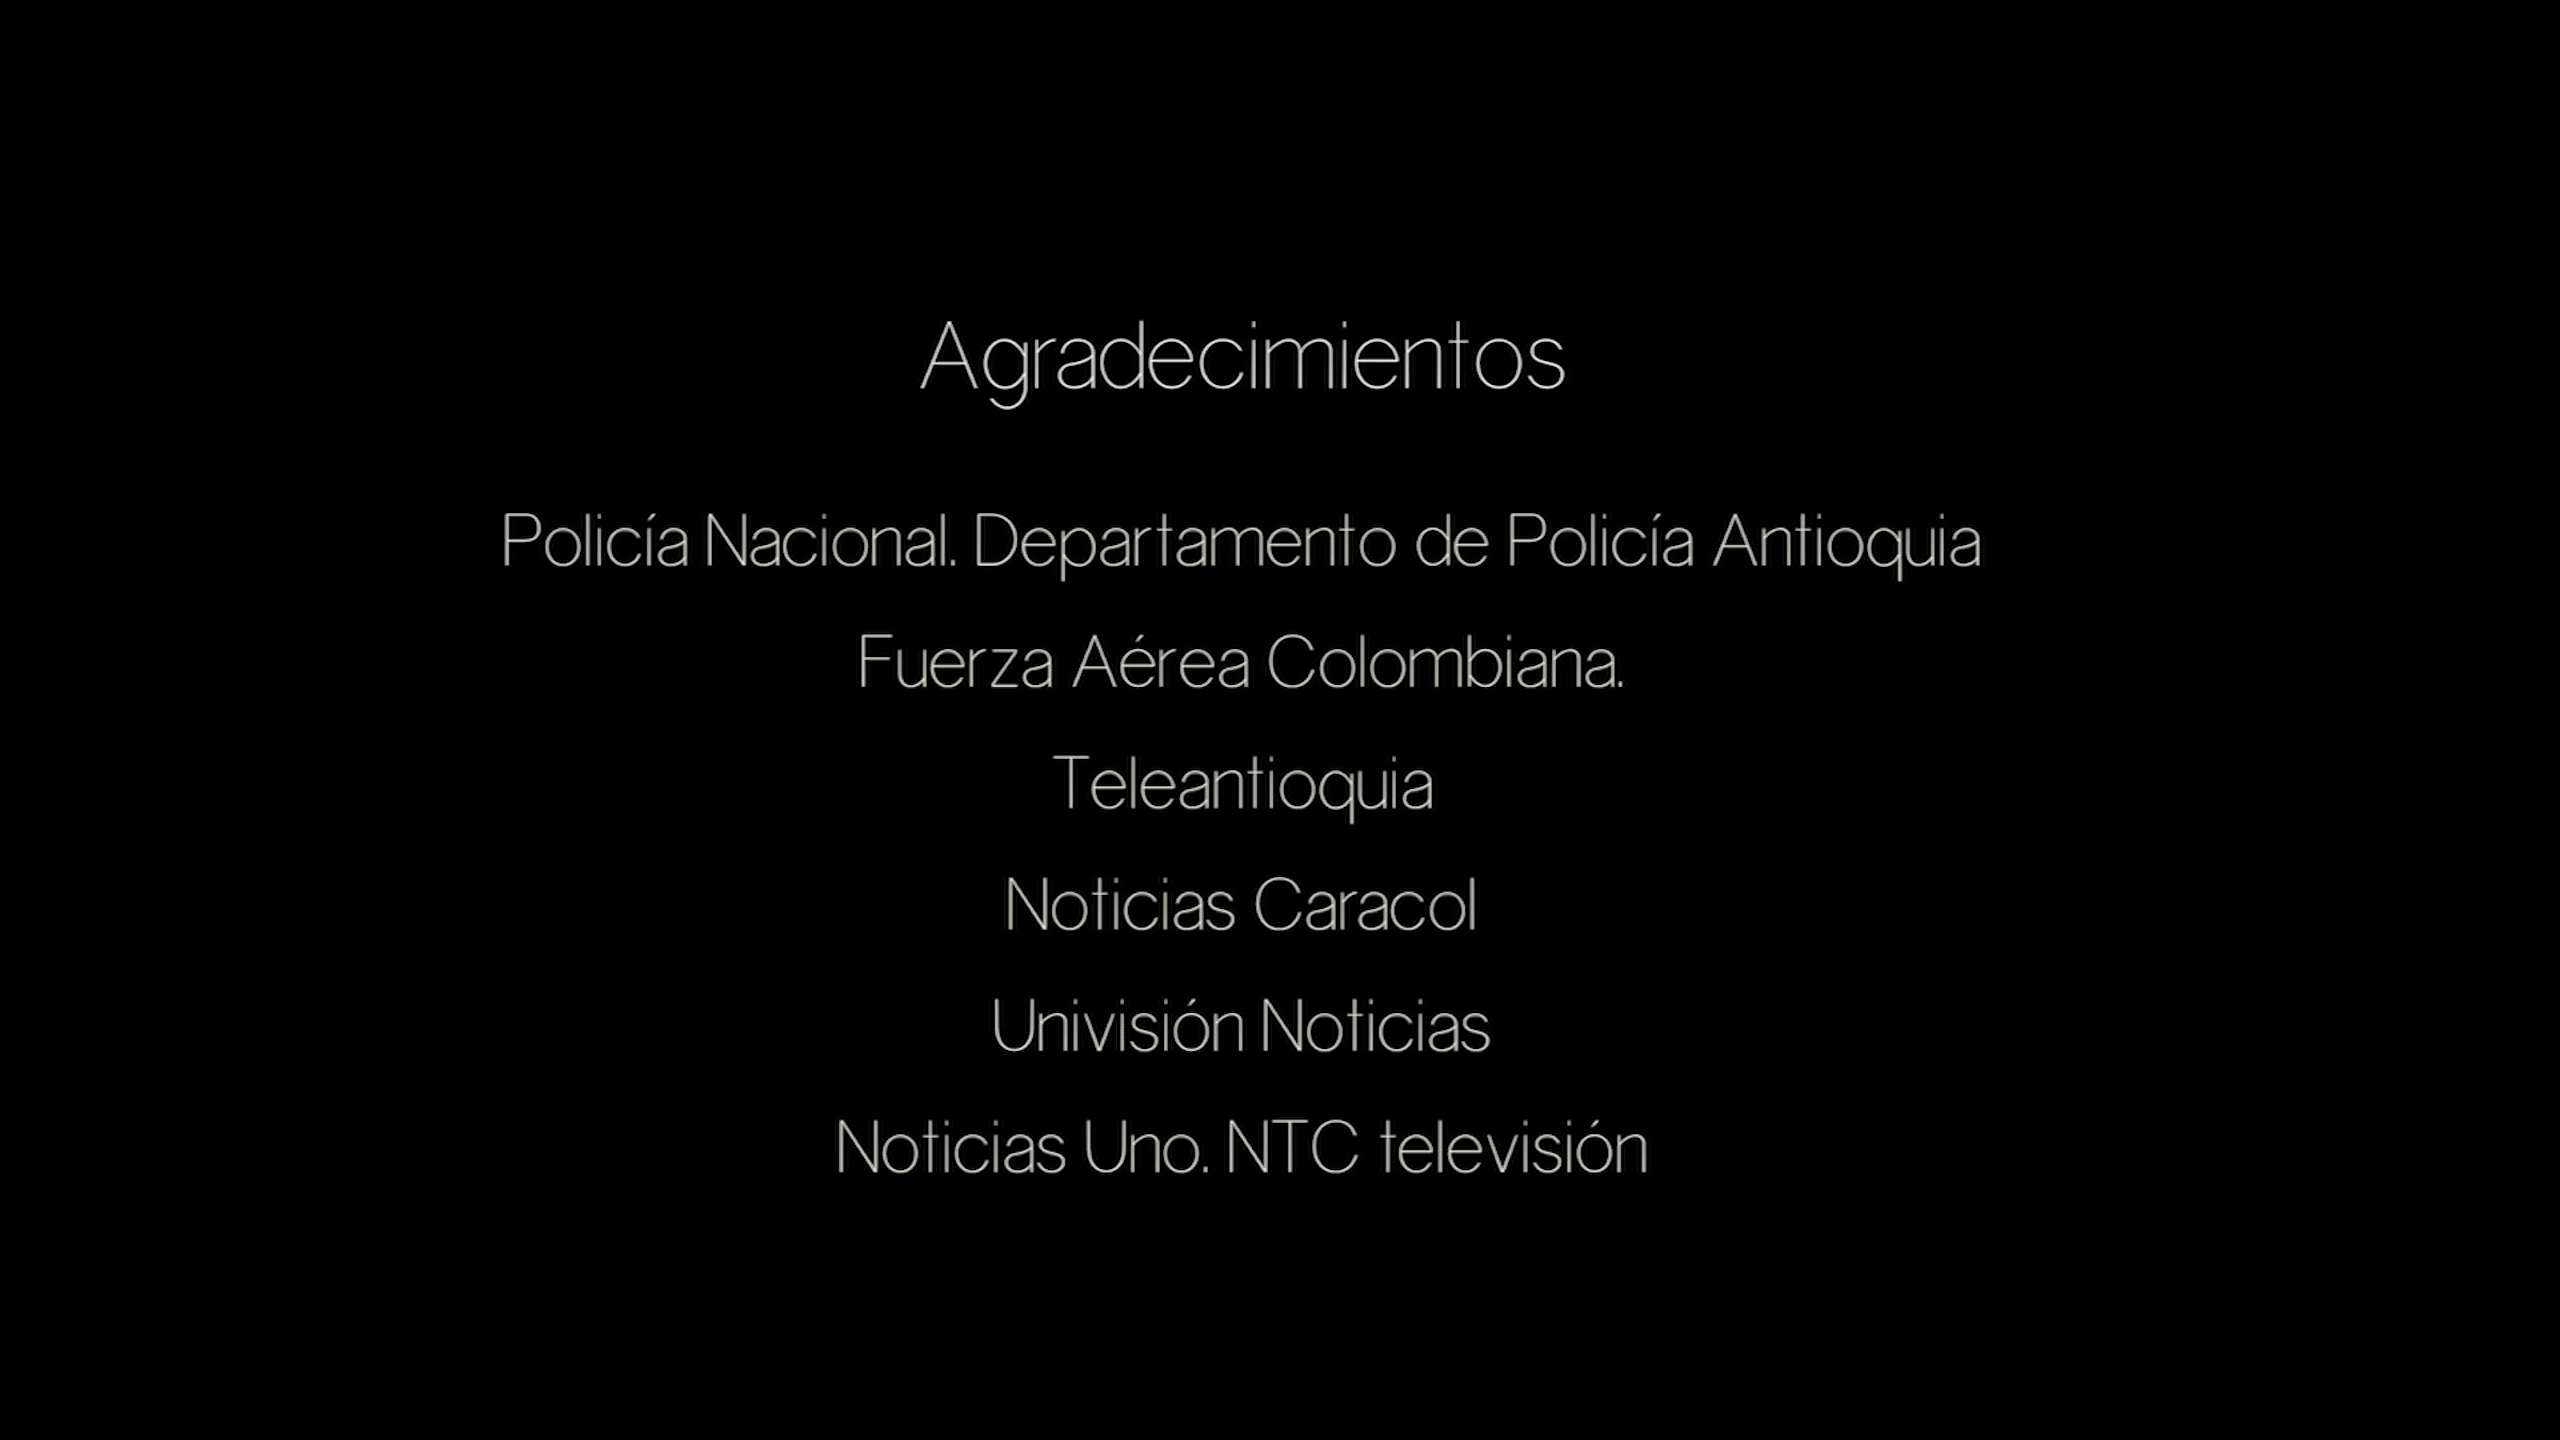 Agradecimientos
Policía Nacional. Departamento de Policía Antioquia
Fuerza Aérea Colombiana.
Teleantioquia
Noticias Caracol
Univisión Noticias
Noticias Uno. NTC televisión